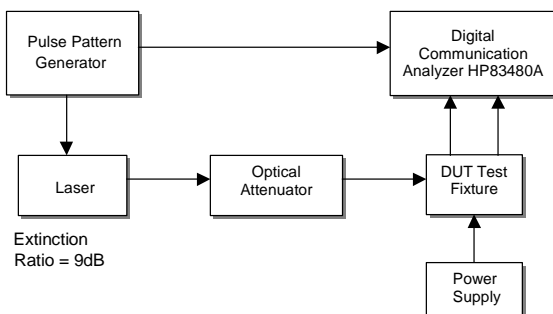 Pulse Pattern
Generator
Digital
Communication
Analyzer HP83480A
Laser
Optical
Attenuator
DUT Test
Fixture
Extinction
Ratio = 9dB
Power
Supply